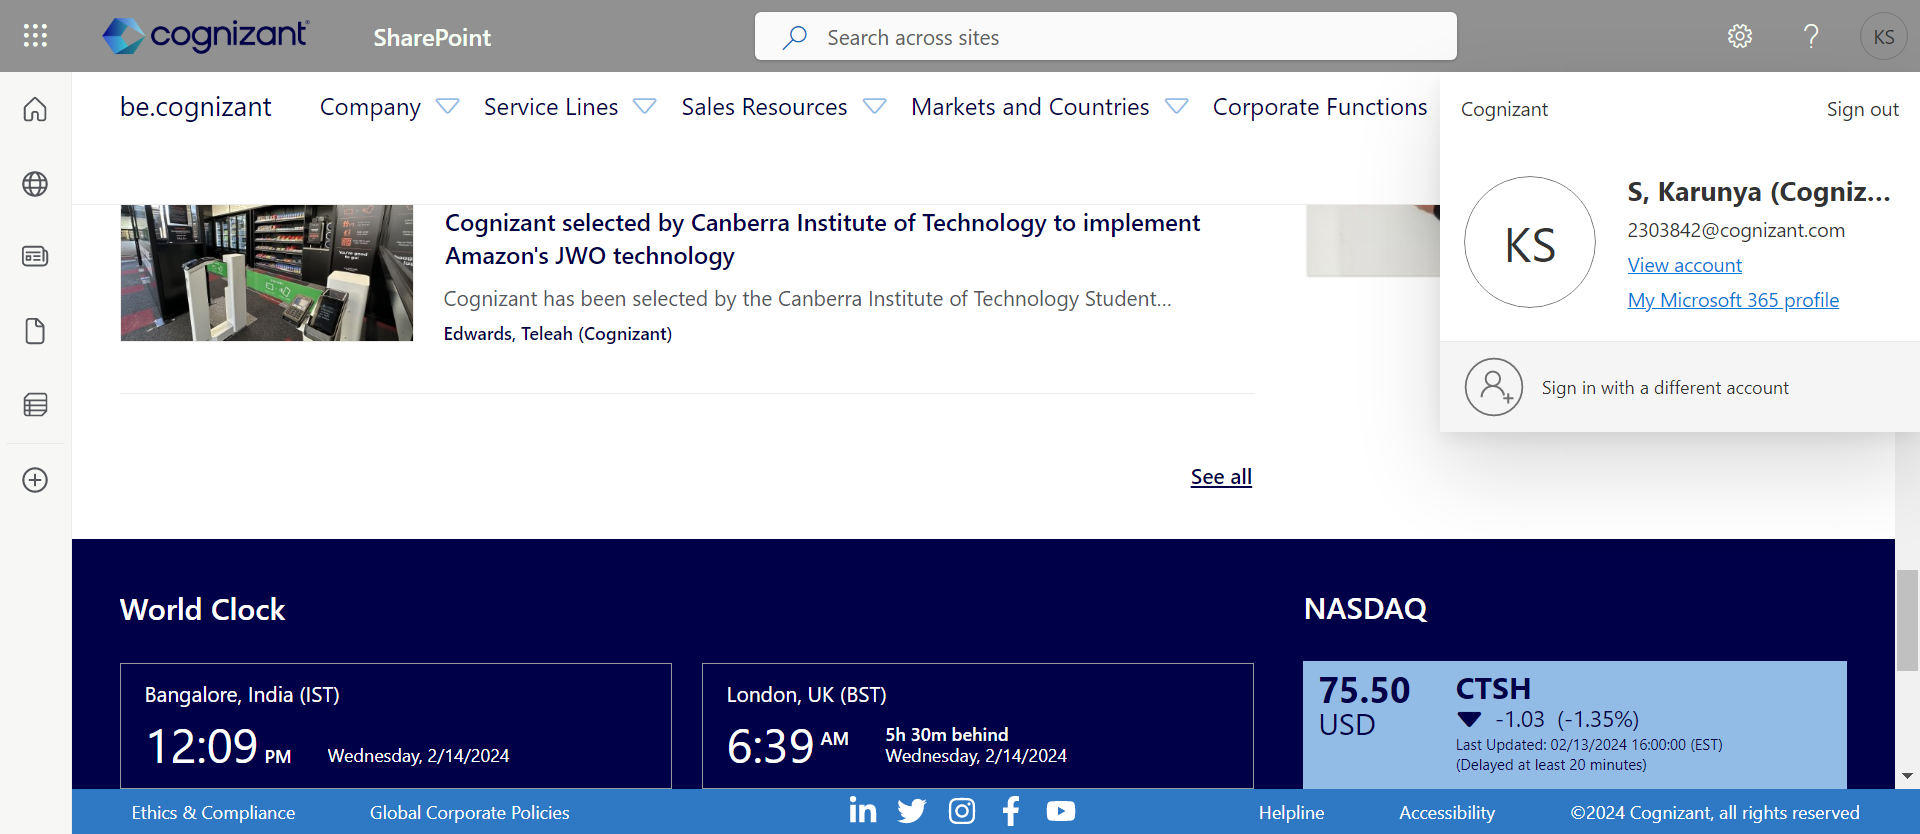 cognizant
SharePoint
Search across sites
KS
be.cognizant
Company
Service Lines
Sales Resources
Markets and Countries
Corporate Functions
Cognizant
Sign out
KS
S, Karunya (Cogniz...
2303842@cognizant.com
View account
My Microsoft 365 profile
Sign in with a different account
Cognizant selected by Canberra Institute of Technology to implement
Amazon's JWO technology
Cognizant has been selected by the Canberra Institute of Technology Student...
Edwards, Teleah (Cognizant)
See all
World Clock
Bangalore, India (IST)
12:09 PM
Wednesday, 2/14/2024
London, UK (BST)
6:39 AM
5h 30m behind
Wednesday, 2/14/2024
NASDAQ
75.50
USD
CTSH
-1.03 (-1.35%)
Last Updated: 02/13/2024 16:00:00 (EST)
(Delayed at least 20 minutes)
Ethics & Compliance
Global Corporate Policies
Helpline
Accessibility
©2024 Cognizant, all rights reserved